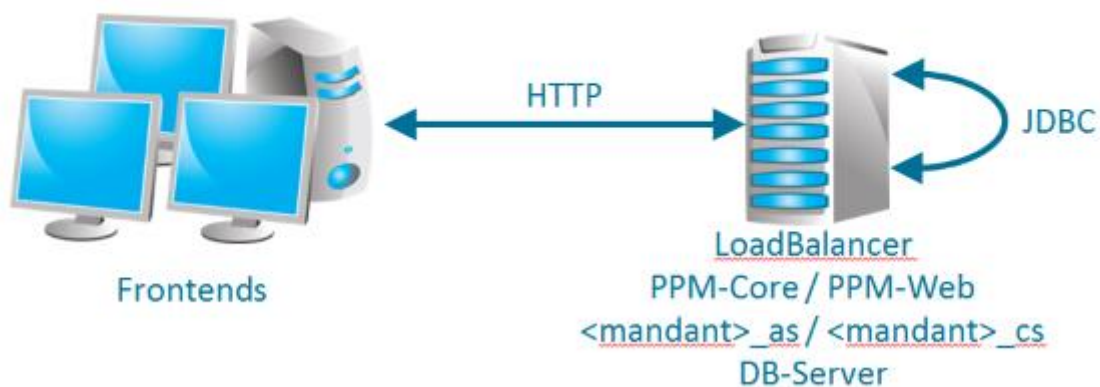 HTTP
JDBC
Frontends
LoadBalancer
PPM-Core / PPM-Web
<mandant>_as / <mandant>_cs
DB-Server